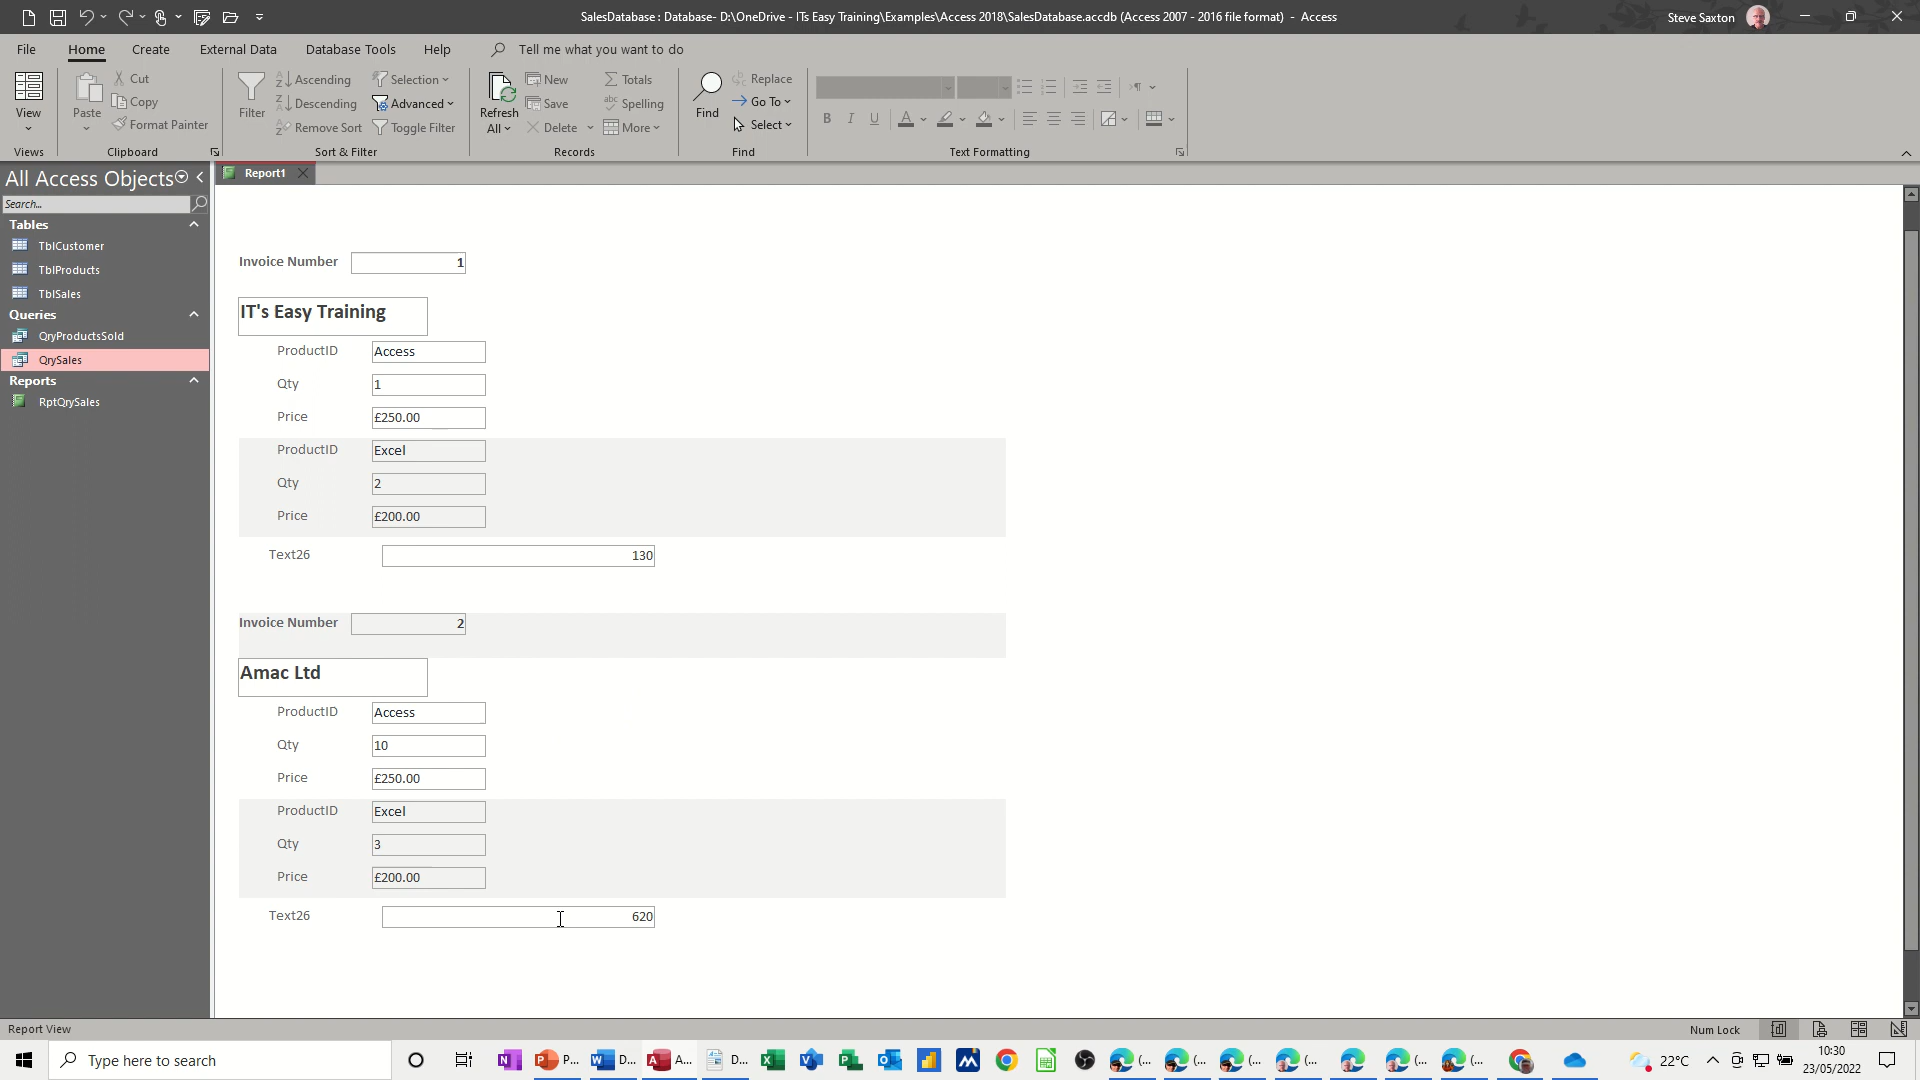 SalesDatabase : Database- D:\OneDrive - ITs Easy Training\Examples\Access 2018\SalesDatabase.accdb (Access 2007 - 2016 file format) - Access
Steve Saxton
File Home Create External Data Database Tools Help Tell me what you want to do
View
Views
Paste
Cut
Copy
Format Painter
Clipboard
Filter
Ascending
Descending
Remove Sort
Selection
Advanced
Toggle Filter
Sort & Filter
Refresh
All
New
Save
Delete
Totals
Spelling
More
Records
Find
Replace
Go To
Select
Find
B I U
Text Formatting
All Access Objects
Search...
Tables
TblCustomer
TblProducts
TblSales
Queries
QryProductsSold
QrySales
Reports
RptQrySales
Report1
Invoice Number 1
IT's Easy Training
ProductID Access
Qty 1
Price £250.00
ProductID Excel
Qty 2
Price £200.00
Text26 130
Invoice Number 2
Amac Ltd
ProductID Access
Qty 10
Price £250.00
ProductID Excel
Qty 3
Price £200.00
Text26 620
Report View
Num Lock
Type here to search
P...
D...
A...
D...
(...
(...
(...
(...
(...
(...
22°C
10:30
23/05/2022